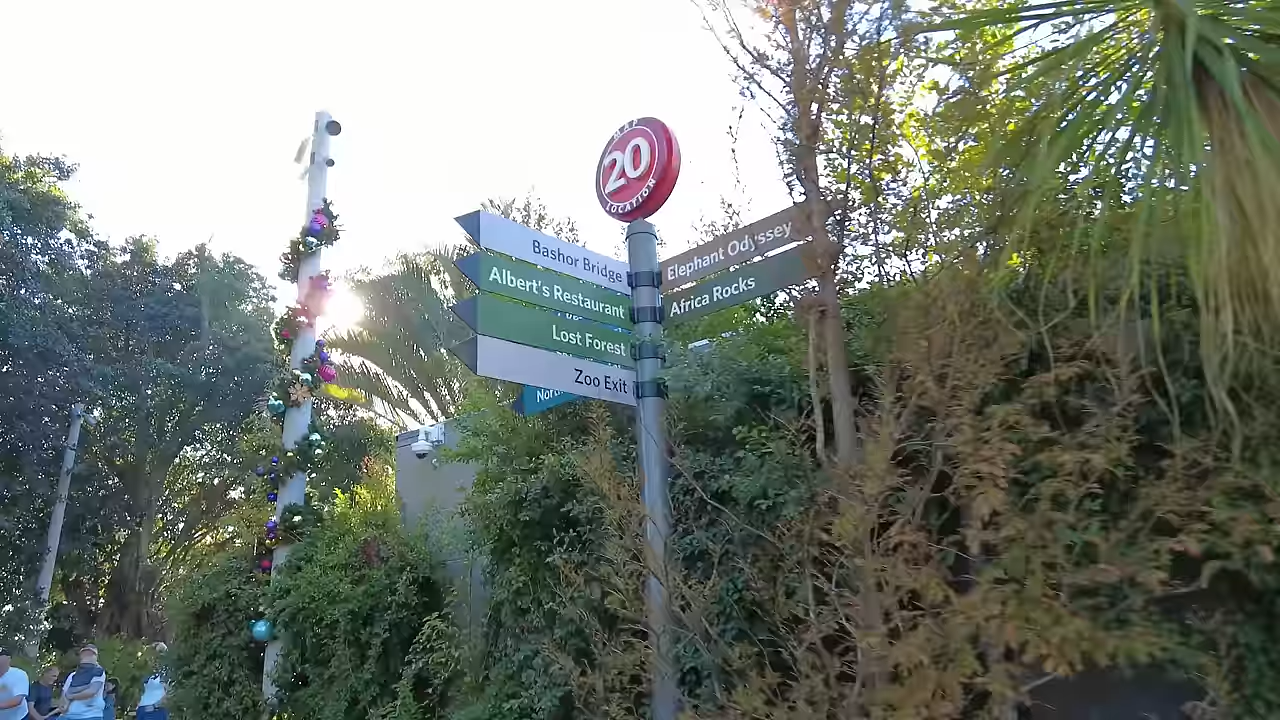 MAP
20
LOCATION
Bashor Bridge
Albert's Restaurant
Lost Forest
Zoo Exit
Elephant Odyssey
Africa Rocks